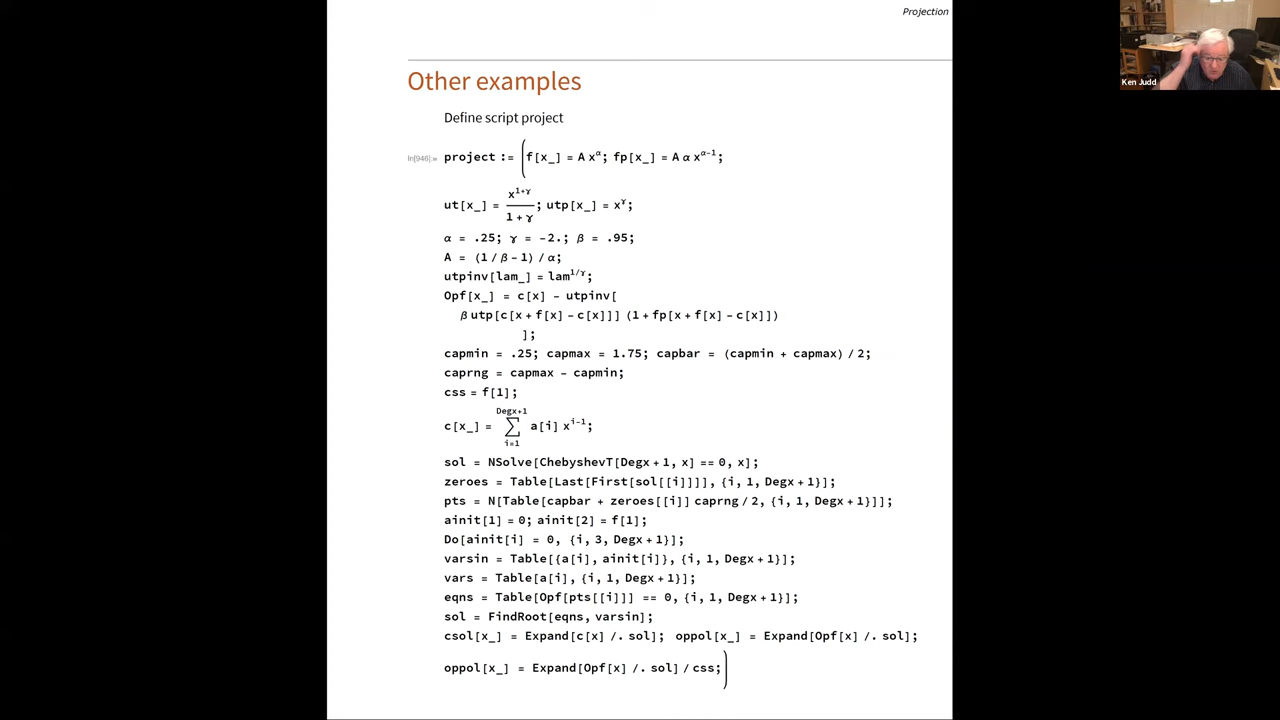 Projection
Ken Judd
Other examples
Define script project
In[946]:= project := (f[x_] = A x^α; fp[x_] = A α x^(α-1);
ut[x_] = x^(1+γ) / (1 + γ); utp[x_] = x^γ;
α = .25; γ = -2.; β = .95;
A = (1 / β - 1) / α;
utpinv[lam_] = lam^(1/γ);
Opf[x_] = c[x] - utpinv[
β utp[c[x + f[x] - c[x]]] (1 + fp[x + f[x] - c[x]])
];
capmin = .25; capmax = 1.75; capbar = (capmin + capmax) / 2;
caprng = capmax - capmin;
css = f[1];
c[x_] = ∑_{i=1}^{Degx+1} a[i] x^(i-1);
sol = NSolve[ChebyshevT[Degx + 1, x] == 0, x];
zeroes = Table[Last[First[sol[[i]]]], {i, 1, Degx + 1}];
pts = N[Table[capbar + zeroes[[i]] caprng / 2, {i, 1, Degx + 1}]];
ainit[1] = 0; ainit[2] = f[1];
Do[ainit[i] = 0, {i, 3, Degx + 1}];
varsin = Table[{a[i], ainit[i]}, {i, 1, Degx + 1}];
vars = Table[a[i], {i, 1, Degx + 1}];
eqns = Table[Opf[pts[[i]]] == 0, {i, 1, Degx + 1}];
sol = FindRoot[eqns, varsin];
csol[x_] = Expand[c[x] /. sol]; oppol[x_] = Expand[Opf[x] /. sol];
oppol[x_] = Expand[Opf[x] /. sol] / css;)